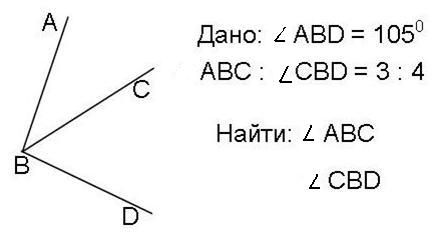 A
C
B
D
Дано: ∠ ABD = 105⁰
ABC : ∠CBD = 3 : 4
Найти: ∠ ABC
∠ CBD